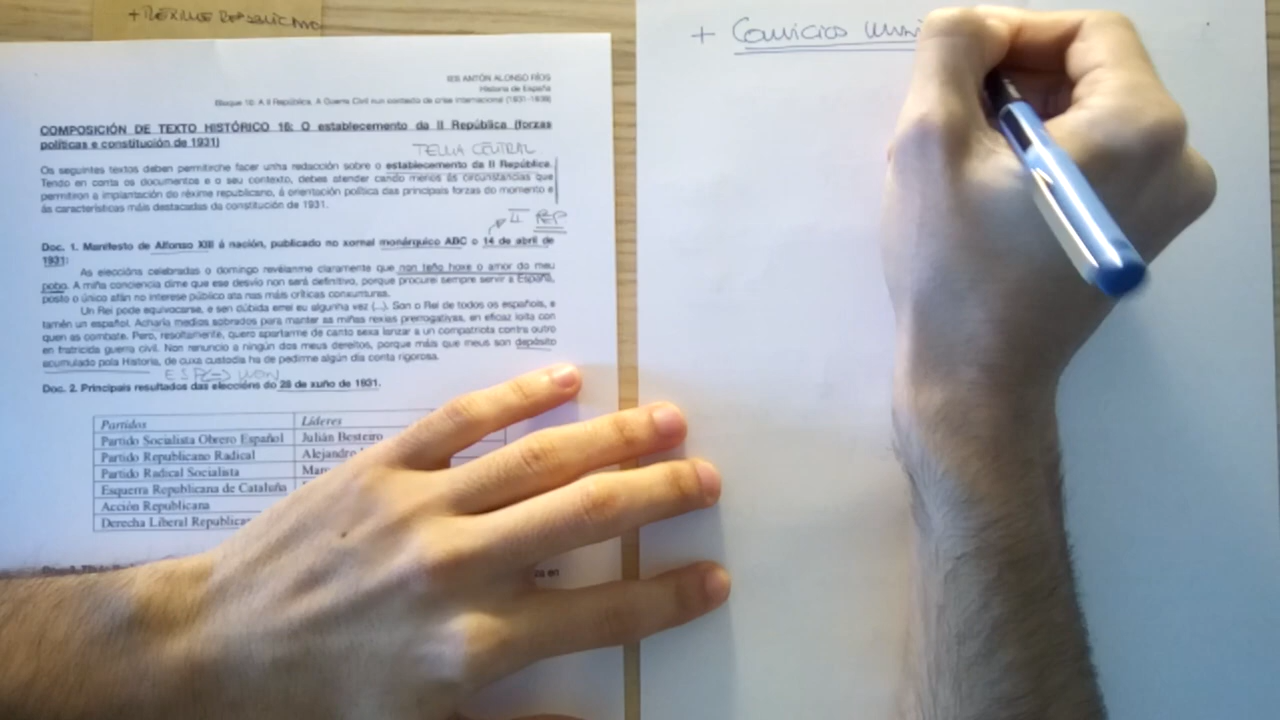 + RÉXIME REPUBLICANO
IES ANTÓN ALONSO RÍOS
Historia de España
Bloque 10: A II República. A Guerra Civil nun contexto de crise internacional (1931-1939)
COMPOSICIÓN DE TEXTO HISTÓRICO 16: O establecemento da II República (forzas
políticas e constitución de 1931)
TEMA CENTRAL
Os seguintes textos deben permitirche facer unha redacción sobre o establecemento da II República.
Tendo en conta os documentos e o seu contexto, debes atender cando menos ás circunstancias que
permitiron a implantación do réxime republicano, á orientación política das principais forzas do momento e
ás características máis destacadas da constitución de 1931.
II REP
Doc. 1. Manifesto de Alfonso XIII á nación, publicado no xornal monárquico ABC o 14 de abril de
1931:
As eleccións celebradas o domingo revélanme claramente que non teño hoxe o amor do meu
pobo. A miña conciencia dime que ese desvío non será definitivo, porque procurei sempre servir a España,
posto o único afán no interese público ata nas máis críticas conxunturas.
Un Rei pode equivocarse, e sen dúbida errei eu algunha vez (...). Son o Rei de todos os españois, e
tamén un español. Acharía medios sobrados para manter as miñas rexias prerrogativas, en eficaz loita con
quen as combate. Pero, resoltamente, quero apartarme de canto sexa lanzar a un compatriota contra outro
en fratricida guerra civil. Non renuncio a ningún dos meus dereitos, porque máis que meus son depósito
acumulado pola Historia, de cuxa custodia ha de pedirme algún día conta rigorosa.
Doc. 2. Principais resultados das eleccións do 28 de xuño de 1931.
Partidos Líderes
Partido Socialista Obrero Español Julián Besteiro
Partido Republicano Radical Alejandro
Partido Radical Socialista Marc
Esquerra Republicana de Cataluña
Acción Republicana
Derecha Liberal Republica
+ Comicios muni